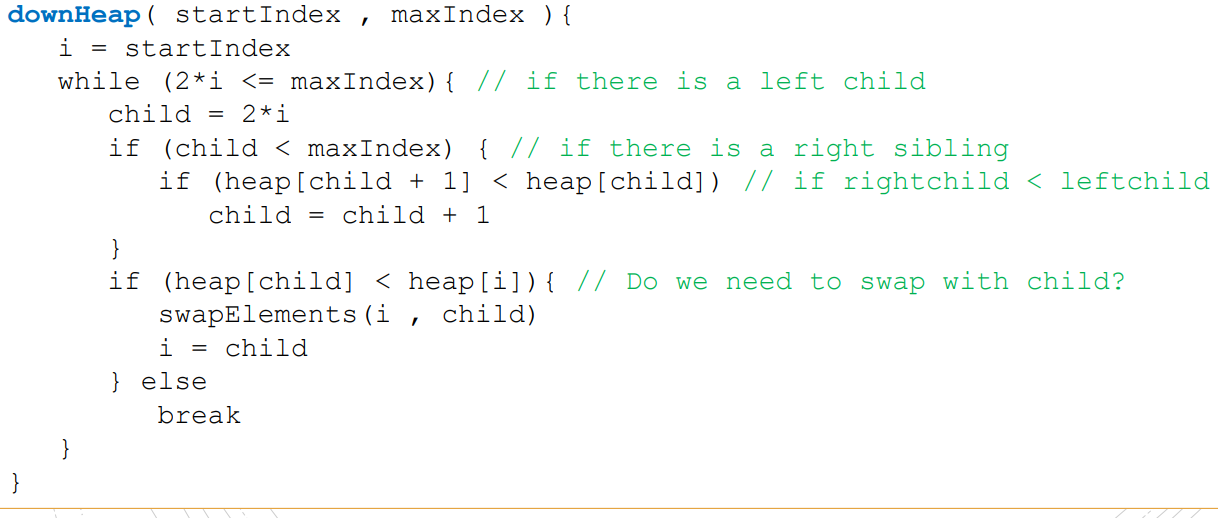 downHeap( startIndex , maxIndex ){
i = startIndex
while (2*i <= maxIndex){ // if there is a left child
child = 2*i
if (child < maxIndex) { // if there is a right sibling
if (heap[child + 1] < heap[child]) // if rightchild < leftchild
child = child + 1
}
if (heap[child] < heap[i]){ // Do we need to swap with child?
swapElements(i , child)
i = child
} else
break
}
}